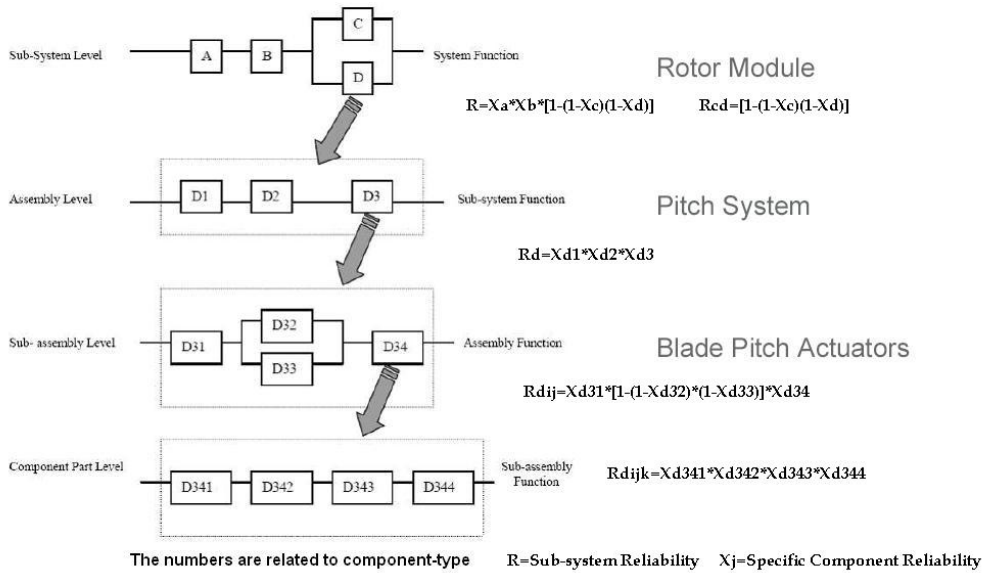 C
Sub-System Level
A
B
System Function
D
Rotor Module
R=Xa*Xb*[1-(1-Xc)(1-Xd)]
Rcd=[1-(1-Xc)(1-Xd)]
Assembly Level
D1
D2
D3
Sub-system Function
Pitch System
Rd=Xd1*Xd2*Xd3
Sub- assembly Level
D31
D32
D33
D34
Assembly Function
Blade Pitch Actuators
Rdij=Xd31*[1-(1-Xd32)*(1-Xd33)]*Xd34
Component Part Level
D341
D342
D343
D344
Sub-assembly
Function
Rdijk=Xd341*Xd342*Xd343*Xd344
The numbers are related to component-type
R=Sub-system Reliability
Xj=Specific Component Reliability